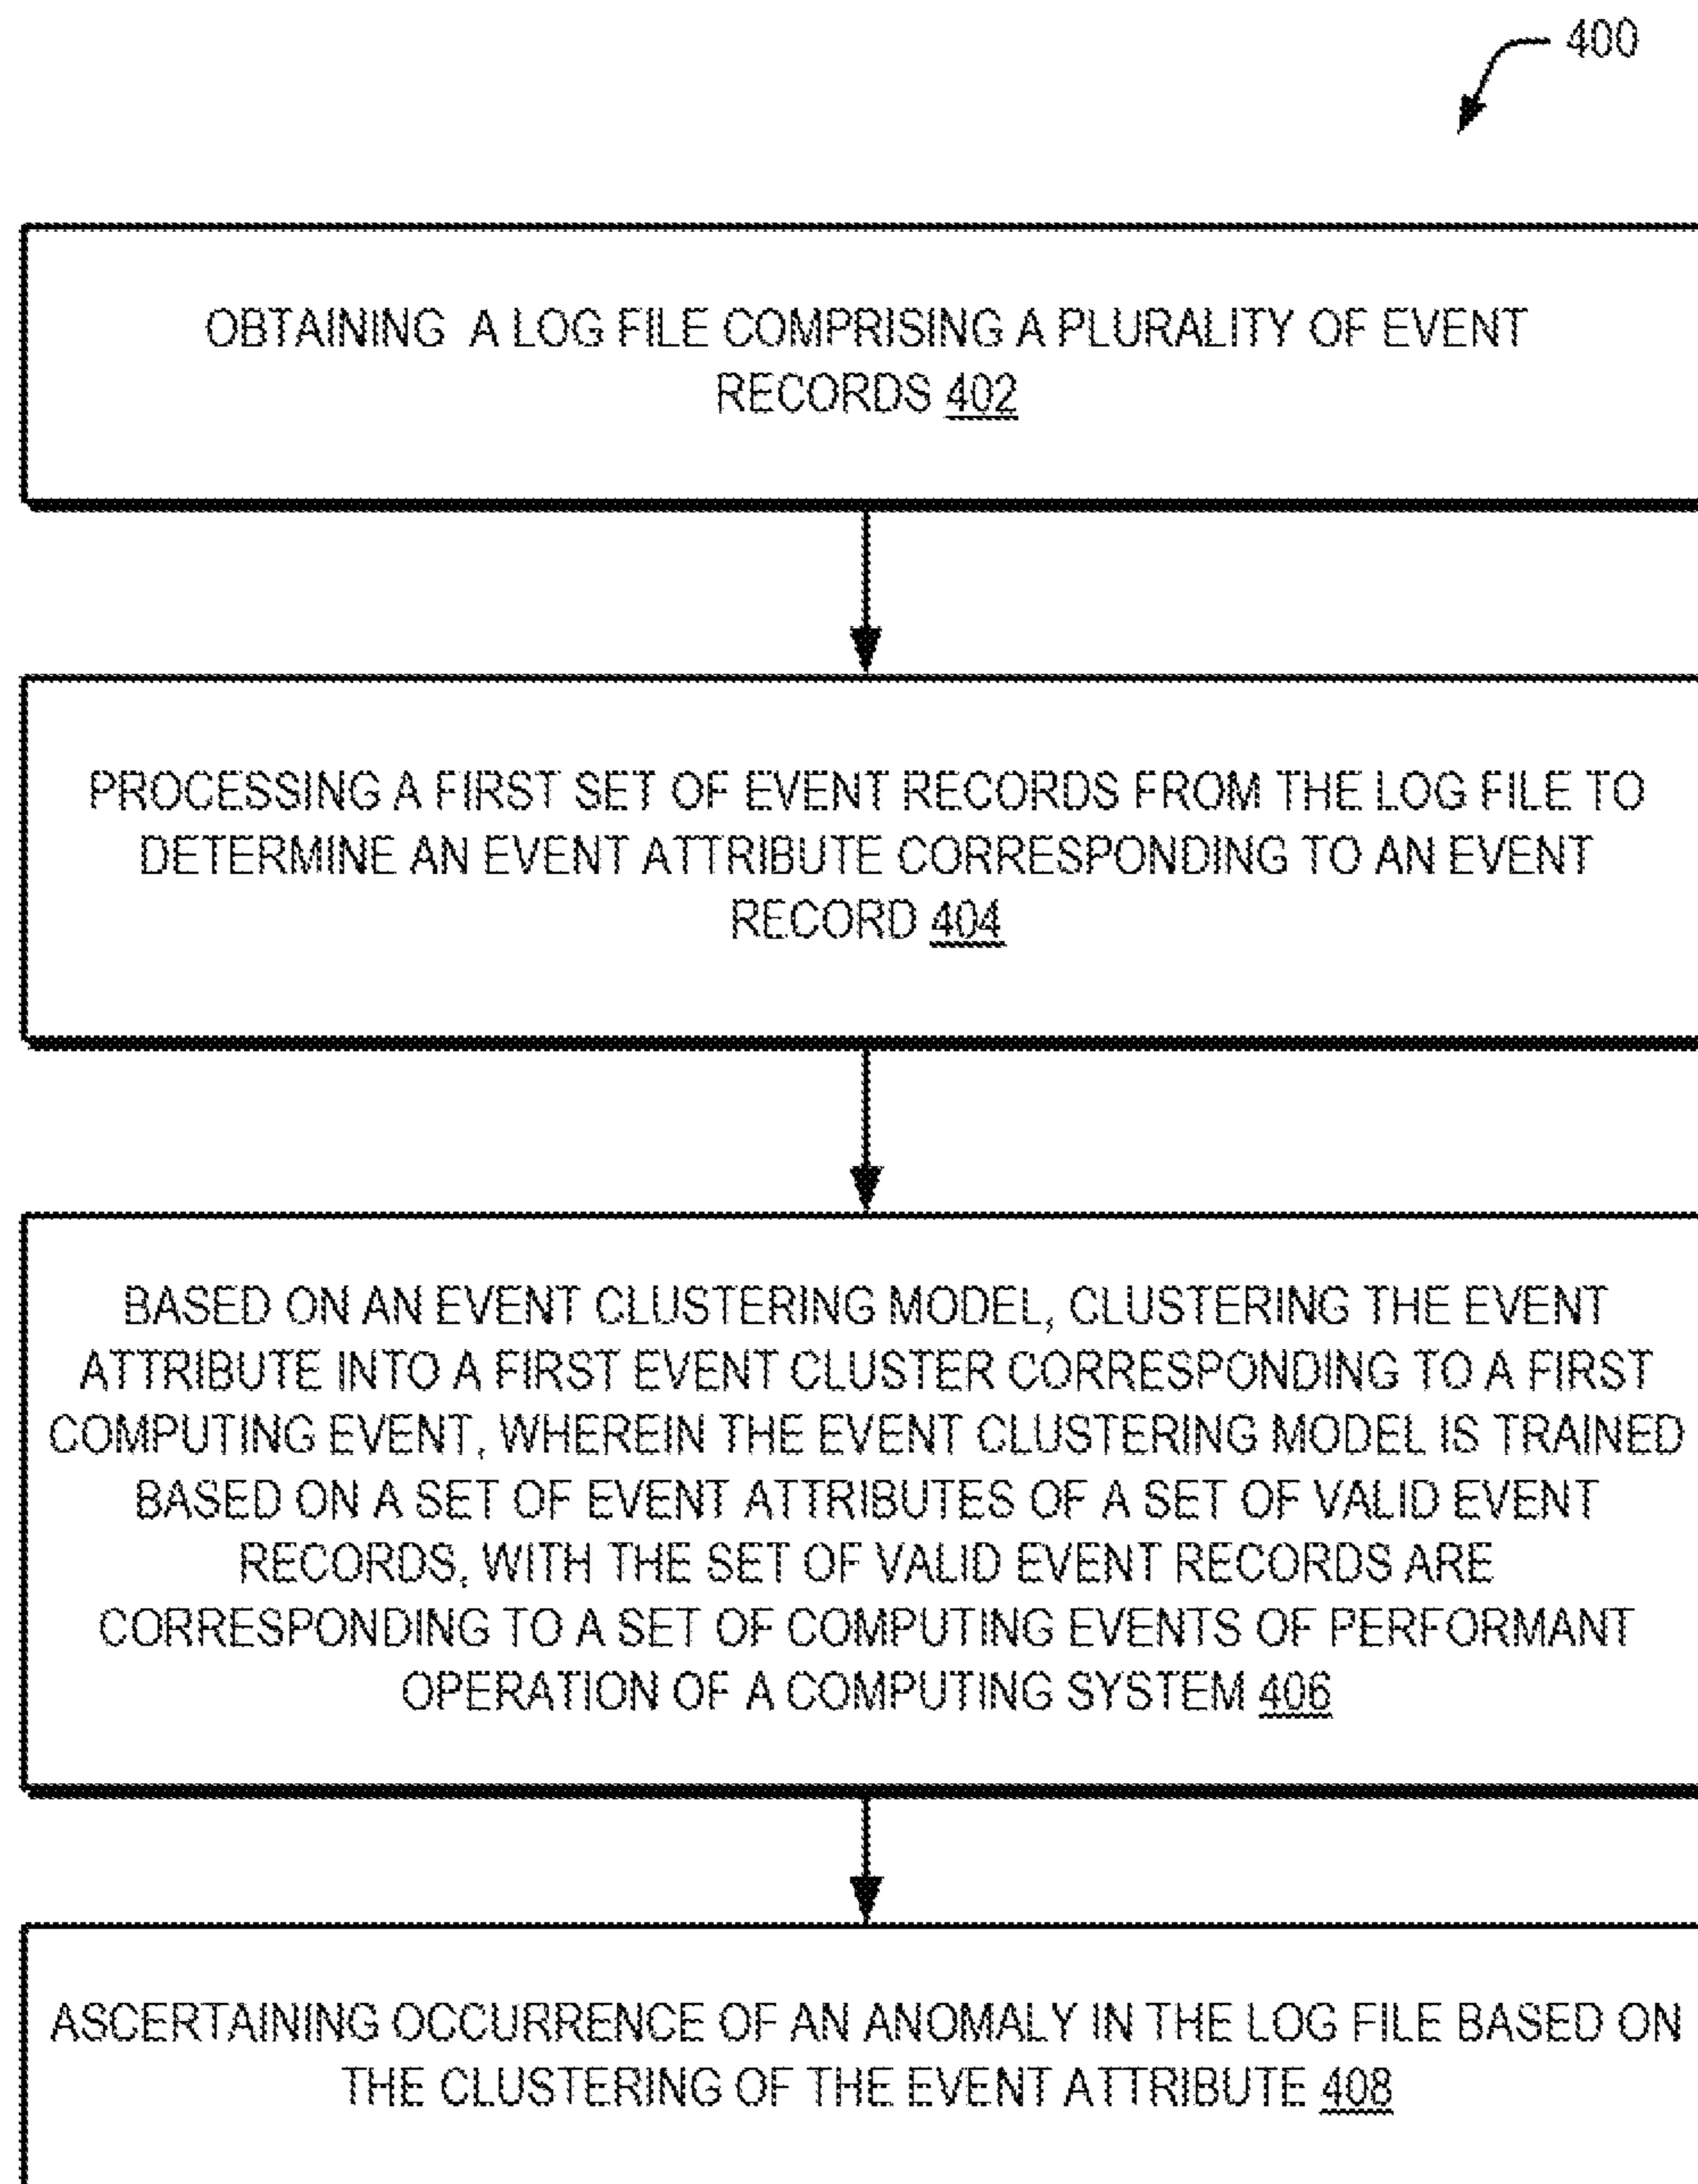 400
OBTAINING A LOG FILE COMPRISING A PLURALITY OF EVENT
RECORDS 402
PROCESSING A FIRST SET OF EVENT RECORDS FROM THE LOG FILE TO
DETERMINE AN EVENT ATTRIBUTE CORRESPONDING TO AN EVENT
RECORD 404
BASED ON AN EVENT CLUSTERING MODEL, CLUSTERING THE EVENT
ATTRIBUTE INTO A FIRST EVENT CLUSTER CORRESPONDING TO A FIRST
COMPUTING EVENT, WHEREIN THE EVENT CLUSTERING MODEL IS TRAINED
BASED ON A SET OF EVENT ATTRIBUTES OF A SET OF VALID EVENT
RECORDS, WITH THE SET OF VALID EVENT RECORDS ARE
CORRESPONDING TO A SET OF COMPUTING EVENTS OF PERFORMANT
OPERATION OF A COMPUTING SYSTEM 406
ASCERTAINING OCCURRENCE OF AN ANOMALY IN THE LOG FILE BASED ON
THE CLUSTERING OF THE EVENT ATTRIBUTE 408